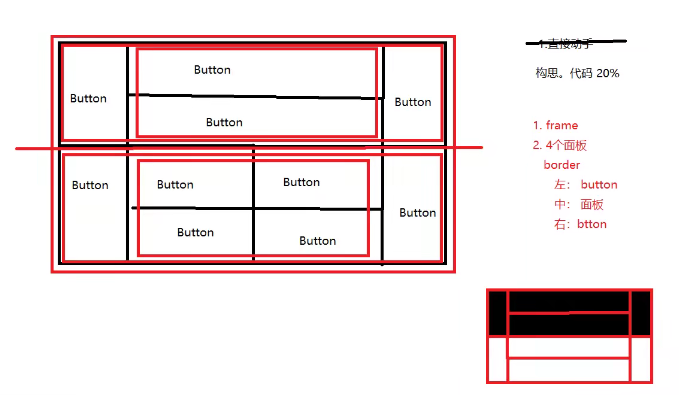 1.直接动手
构思。代码 20%
Button
Button
Button
Button
1. frame
2. 4个面板
border
左： button
中： 面板
右：btton
Button
Button
Button
Button
Button
Button